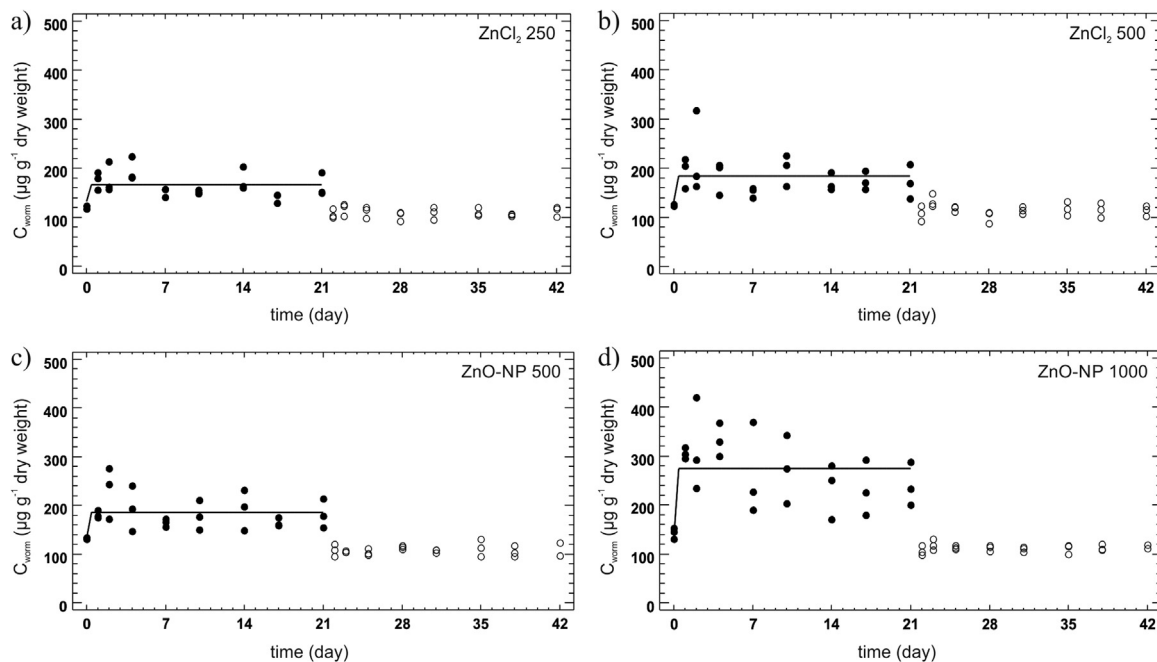 a)
ZnCl₂ 250
500
400
300
200
100
0
C_worm (µg g⁻¹ dry weight)
0 7 14 21 28 35 42
time (day)
b)
ZnCl₂ 500
500
400
300
200
100
0
C_worm (µg g⁻¹ dry weight)
0 7 14 21 28 35 42
time (day)
c)
ZnO-NP 500
500
400
300
200
100
0
C_worm (µg g⁻¹ dry weight)
0 7 14 21 28 35 42
time (day)
d)
ZnO-NP 1000
500
400
300
200
100
0
C_worm (µg g⁻¹ dry weight)
0 7 14 21 28 35 42
time (day)